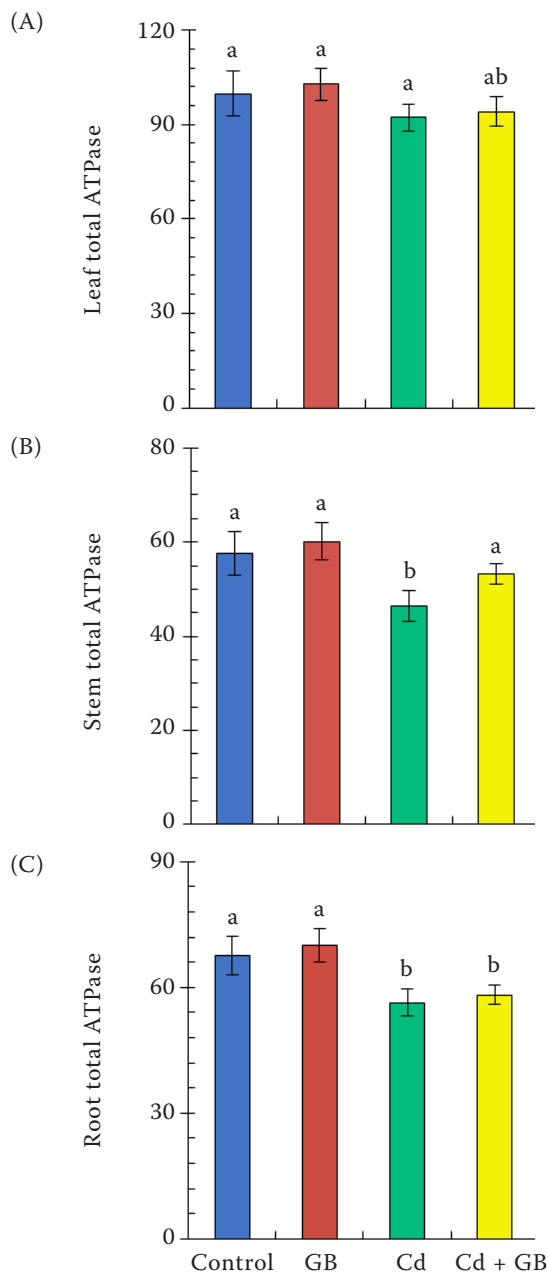 (A)
120
90
60
30
0
Leaf total ATPase
a
a
a
ab
(B)
80
60
40
20
0
Stem total ATPase
a
a
b
a
(C)
90
60
30
0
Root total ATPase
a
a
b
b
Control GB Cd Cd + GB